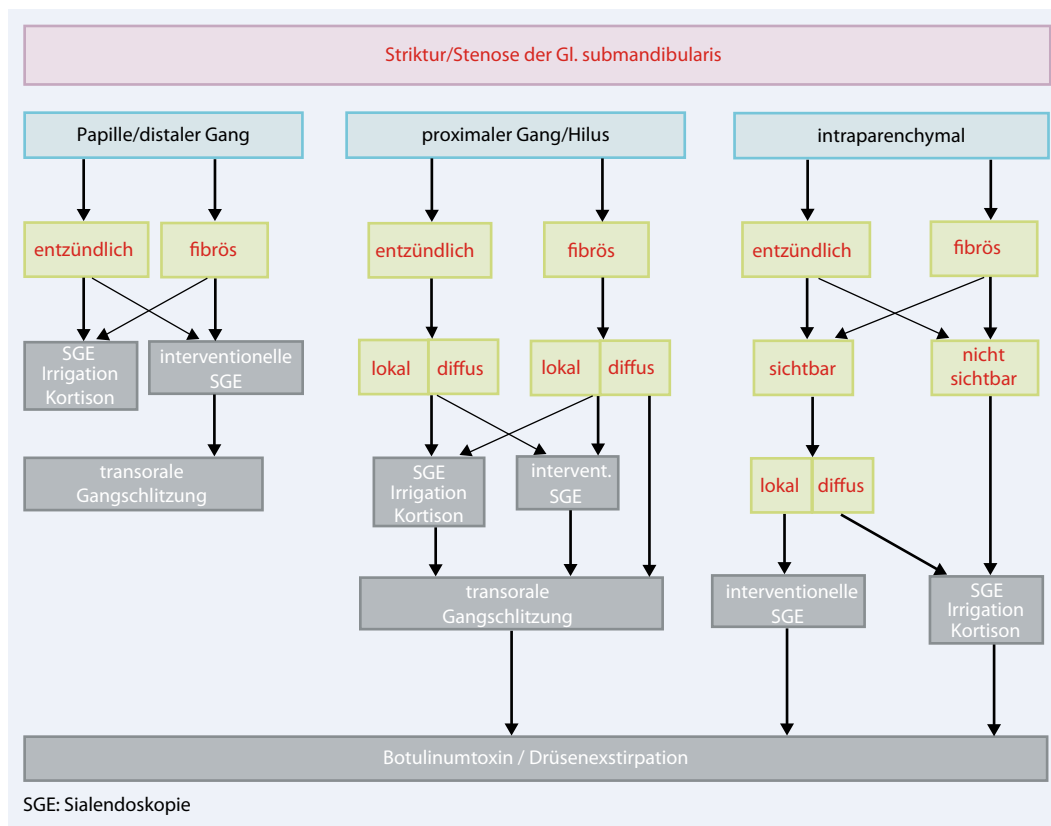 Striktur/Stenose der Gl. submandibularis
Papille/distaler Gang
proximaler Gang/Hilus
intraparenchymal
entzündlich
fibrös
entzündlich
fibrös
entzündlich
fibrös
SGE
Irrigation
Kortison
interventionelle
SGE
lokal
diffus
lokal
diffus
sichtbar
nicht
sichtbar
transorale
Gangschlitzung
SGE
Irrigation
Kortison
intervent.
SGE
lokal
diffus
transorale
Gangschlitzung
interventionelle
SGE
SGE
Irrigation
Kortison
Botulinumtoxin / Drüsenexstirpation
SGE: Sialendoskopie